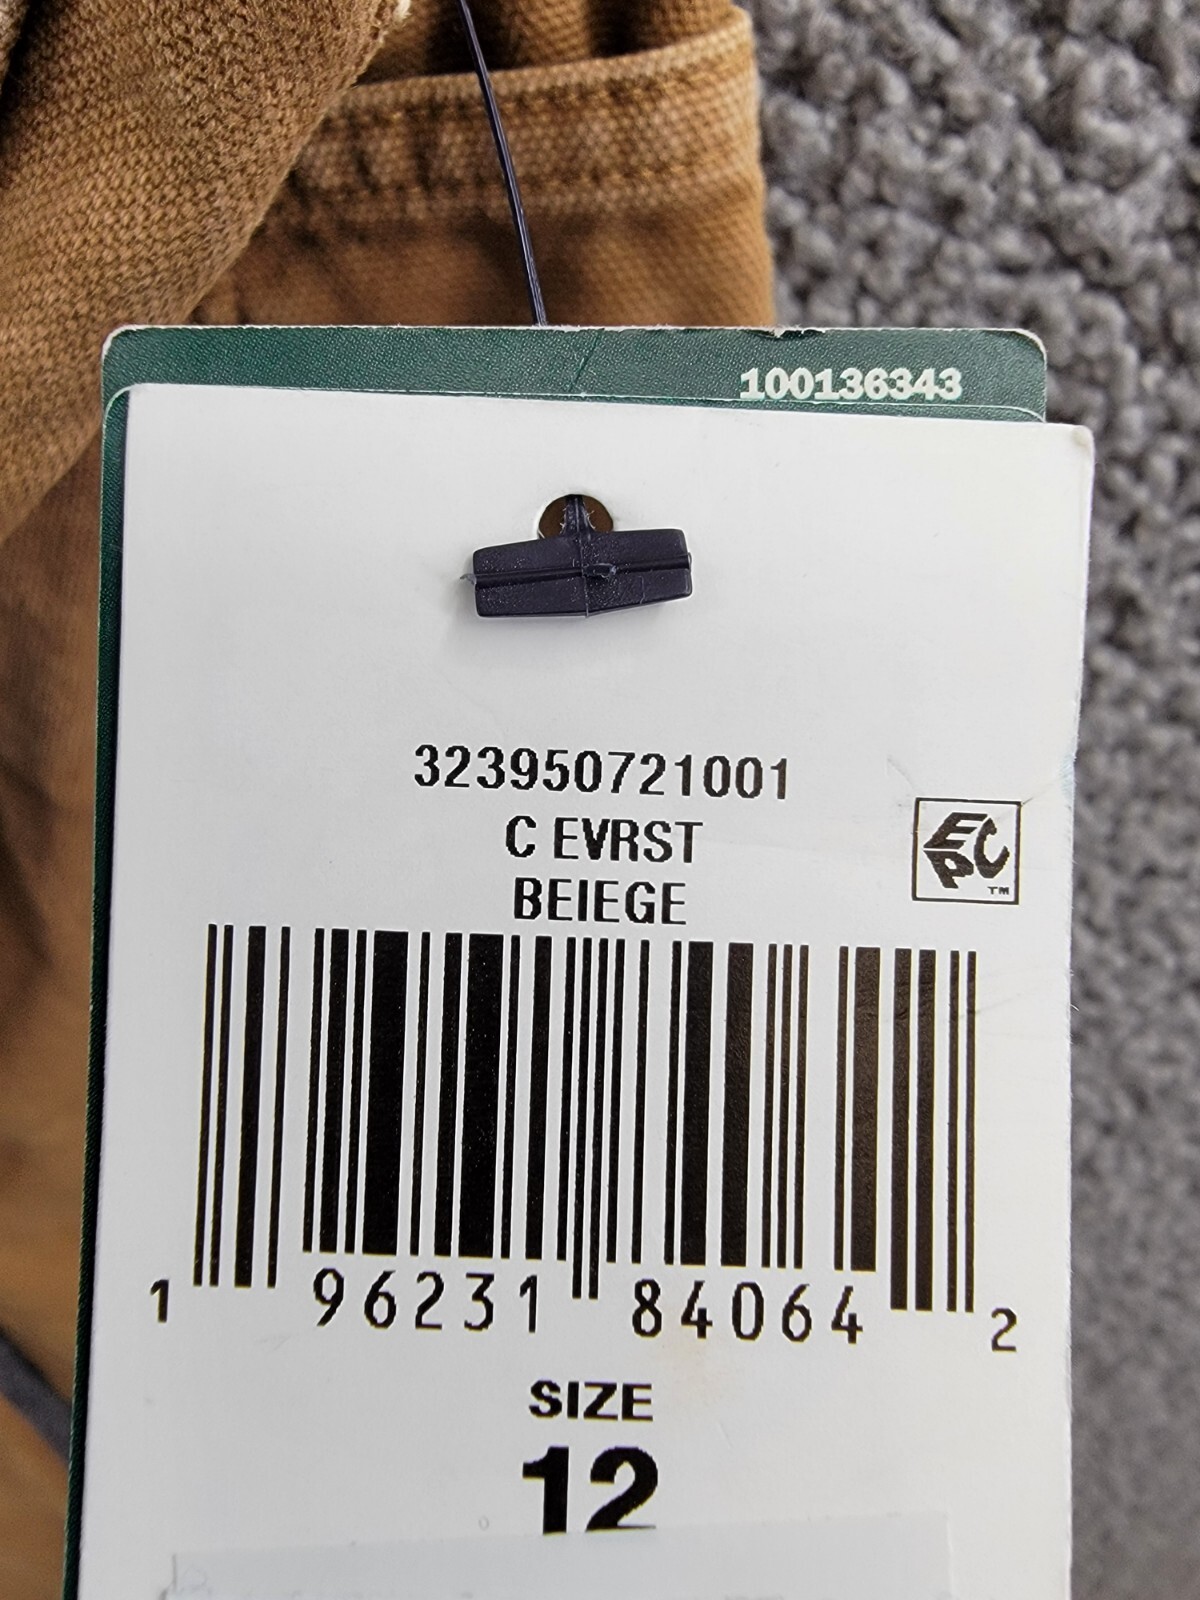 100136343
323950721001
C EVRST
BEIEGE
EPC
™
1 96231 84064 2
SIZE
12